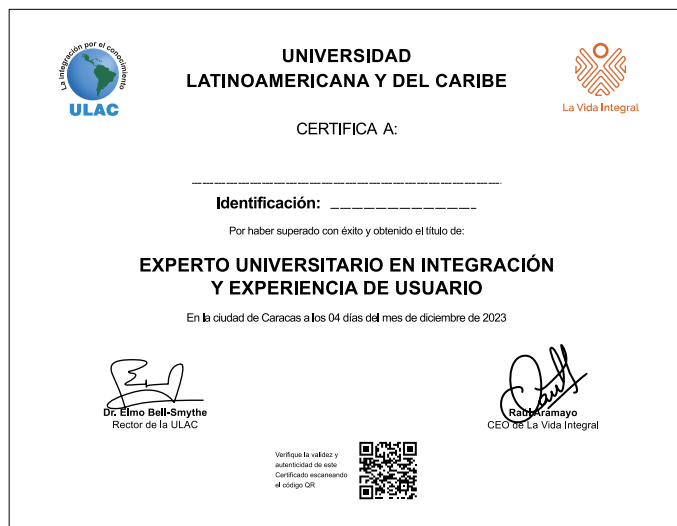 La integración por el conocimiento
ULAC
UNIVERSIDAD
LATINOAMERICANA Y DEL CARIBE
La Vida Integral
CERTIFICA A:
Identificación:
Por haber superado con éxito y obtenido el título de:
EXPERTO UNIVERSITARIO EN INTEGRACIÓN
Y EXPERIENCIA DE USUARIO
En la ciudad de Caracas a los 04 días del mes de diciembre de 2023
Dr. Elmo Bell-Smythe
Rector de la ULAC
Raúl Aramayo
CEO de La Vida Integral
Verifique la validez y
autenticidad de este
Certificado escaneando
el código QR